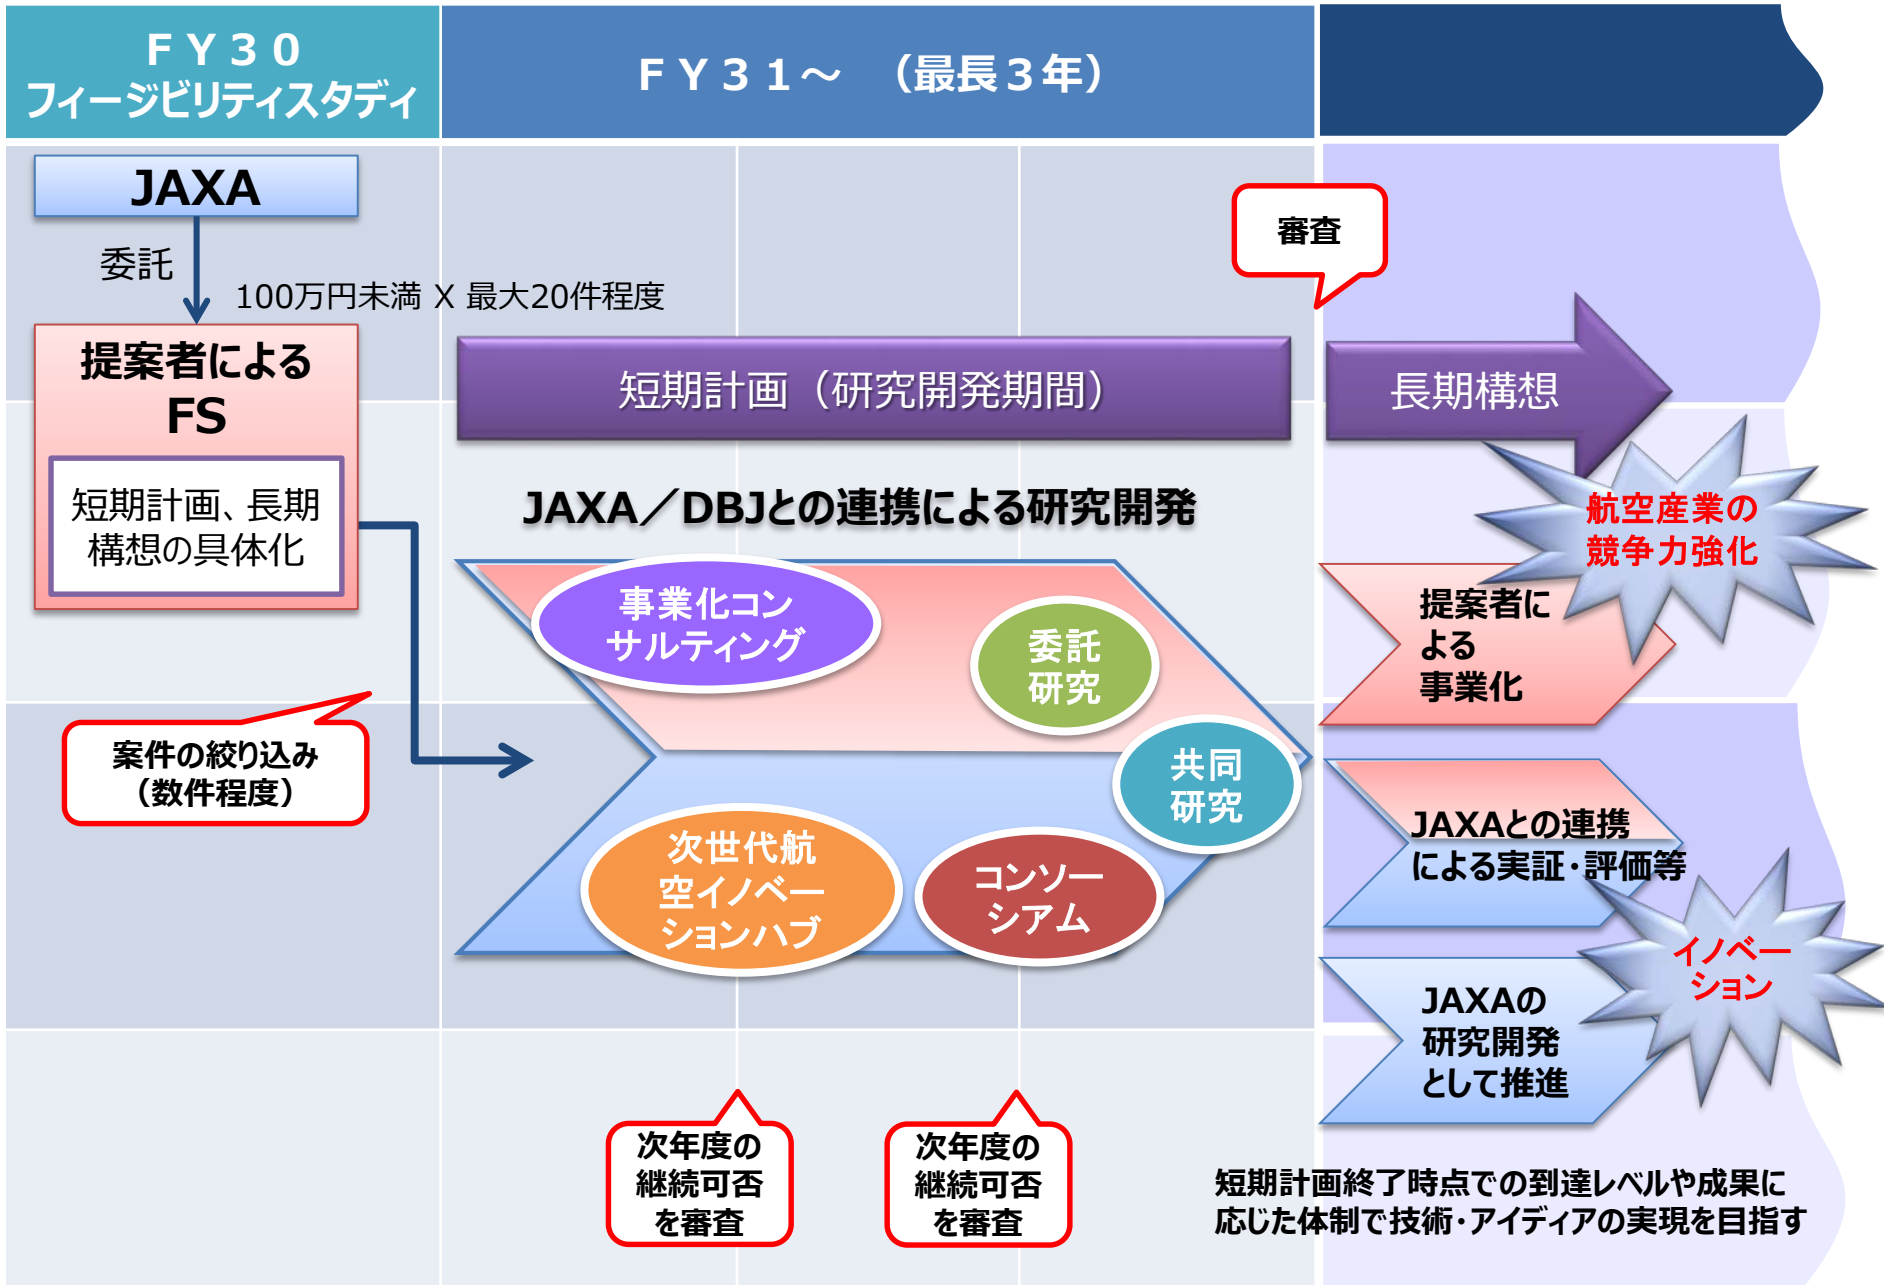 ＦＹ３０
フィージビリティスタディ
ＦＹ３１～　（最長３年）
JAXA
委託
100万円未満 X 最大20件程度
提案者による
FS
短期計画、長期
構想の具体化
案件の絞り込み
（数件程度）
短期計画（研究開発期間）
JAXA／DBJとの連携による研究開発
事業化コン
サルティング
委託
研究
共同
研究
次世代航
空イノベー
ションハブ
コンソー
シアム
次年度の
継続可否
を審査
次年度の
継続可否
を審査
審査
長期構想
航空産業の
競争力強化
提案者に
よる
事業化
JAXAとの連携
による実証・評価等
イノベー
ション
JAXAの
研究開発
として推進
短期計画終了時点での到達レベルや成果に
応じた体制で技術・アイディアの実現を目指す